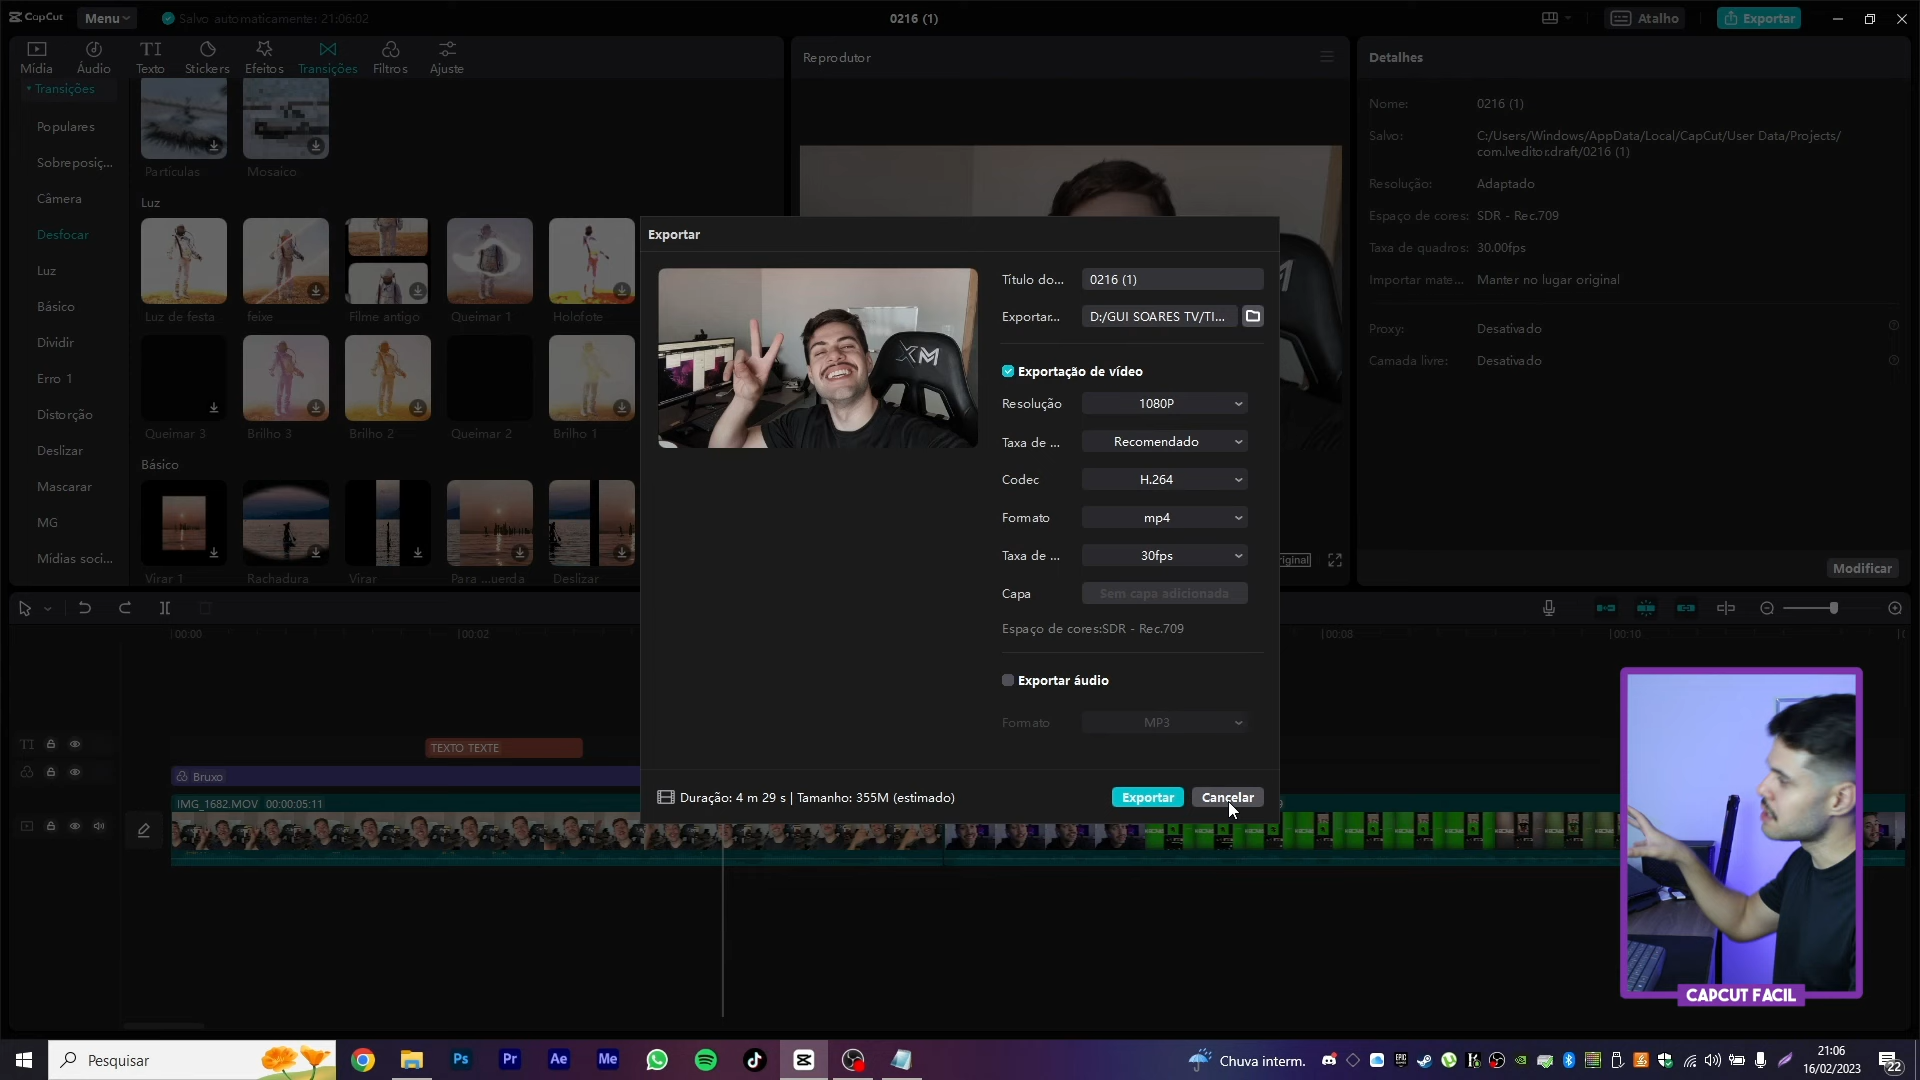 CapCut
Menu
Salvo automaticamente: 21:06:02
0216 (1)
Atalho
Exportar
Mídia
Áudio
Texto
Stickers
Efeitos
Transições
Filtros
Ajuste
Transições
Populares
Sobreposiç...
Câmera
Desfocar
Luz
Básico
Dividir
Erro 1
Distorção
Deslizar
Mascarar
MG
Mídias soci...
Partículas
Mosaico
Luz
Luz de festa
feixe
Filme antigo
Queimar 1
Holofote
Queimar 3
Brilho 3
Brilho 2
Queimar 2
Brilho 1
Básico
Virar 1
Rachadura
Virar
Para ...uerda
Deslizar
Reprodutor
Detalhes
Nome: 0216 (1)
Salvo: C:/Users/Windows/AppData/Local/CapCut/User Data/Projects/
com.lveditor.draft/0216 (1)
Resolução: Adaptado
Espaço de cores: SDR - Rec.709
Taxa de quadros: 30.00fps
Importar mate... Manter no lugar original
Proxy: Desativado
Camada livre: Desativado
Modificar
Exportar
XM
Título do... 0216 (1)
Exportar... D:/GUI SOARES TV/TI...
Exportação de vídeo
Resolução 1080P
Taxa de ... Recomendado
Codec H.264
Formato mp4
Taxa de ... 30fps
Capa Sem capa adicionada
Espaço de cores:SDR - Rec.709
Exportar áudio
Formato MP3
Duração: 4 m 29 s | Tamanho: 355M (estimado)
Exportar
Cancelar
00:00
00:02
00:08
00:10
TI
TEXTO TEXTE
Bruxo
IMG_1682.MOV 00:00:05:11
CAPCUT FACIL
Pesquisar
Ps
Pr
Ae
Me
Chuva interm.
21:06
16/02/2023
22